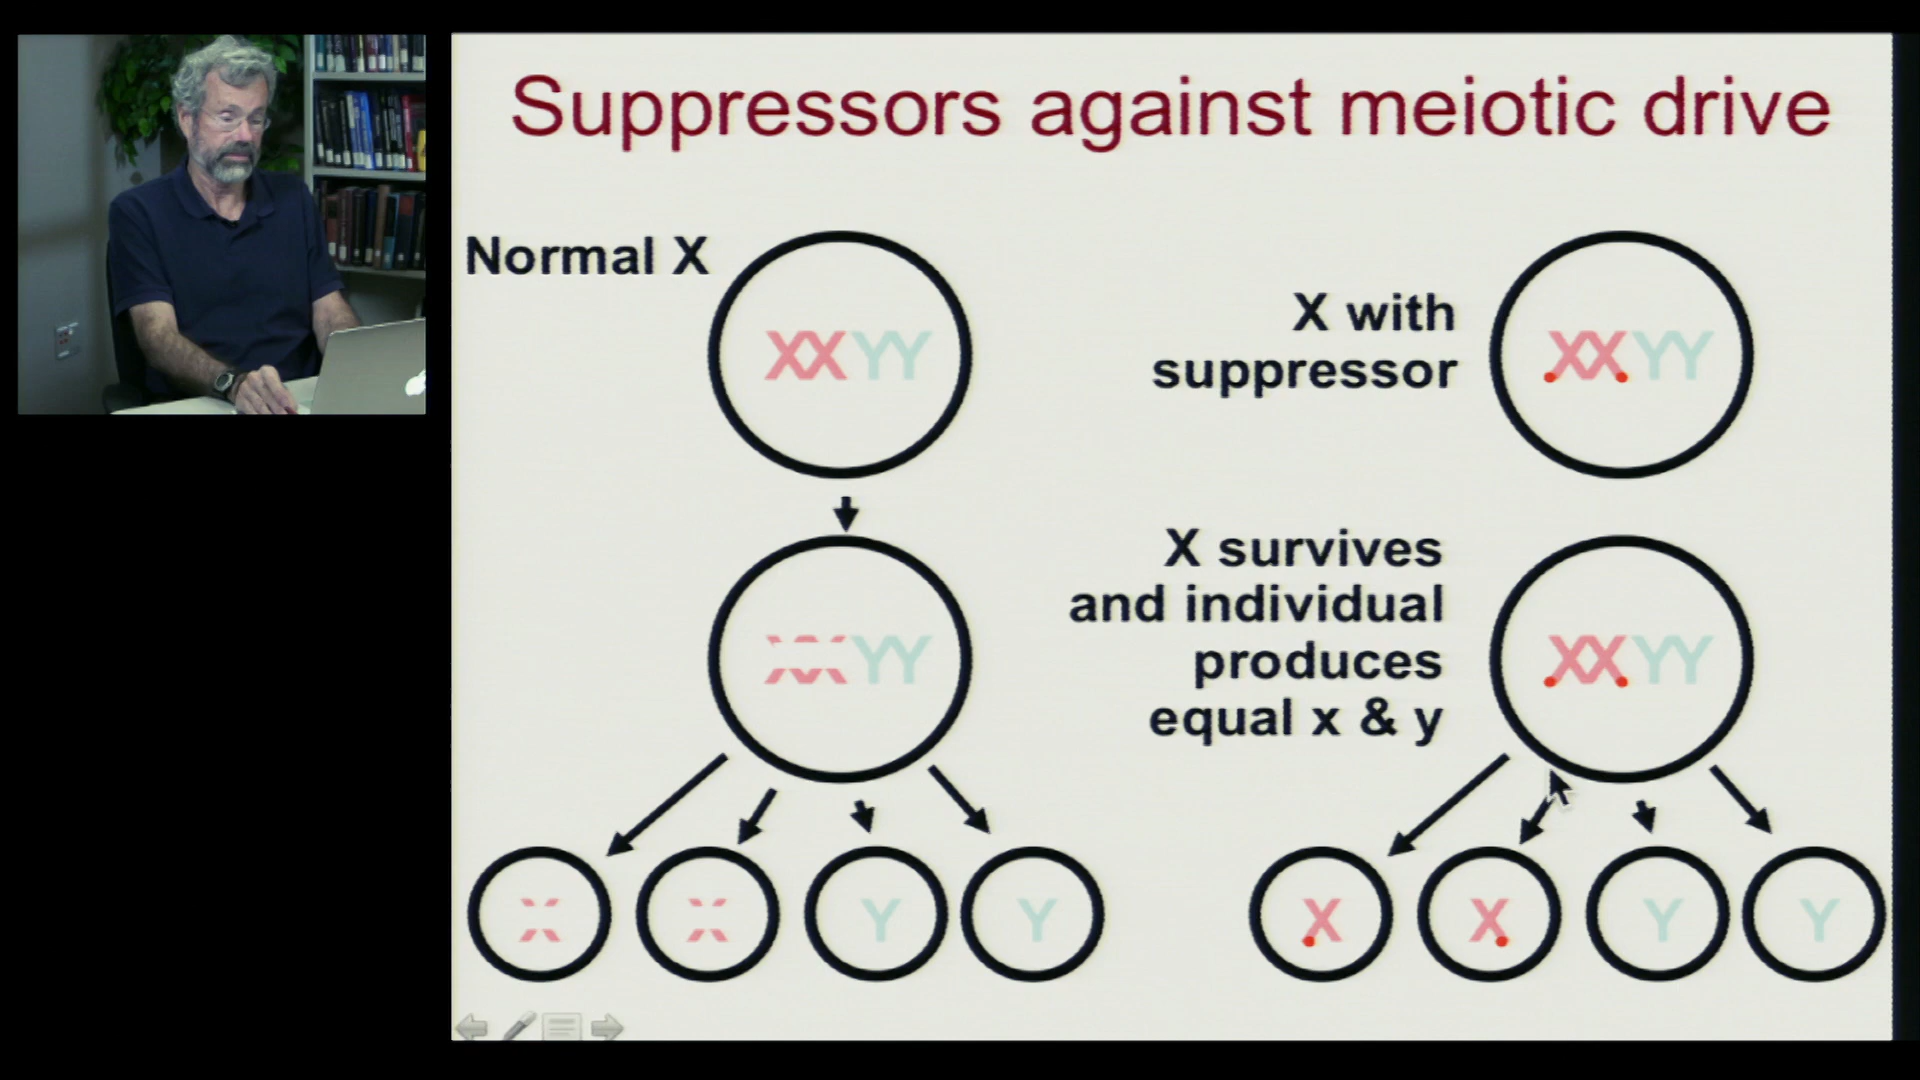 Suppressors against meiotic drive
Normal X
XXYY
X with
suppressor
XXYY
XXYY
X survives
and individual
produces
equal x & y
XXYY
X
X
Y
Y
X
X
Y
Y